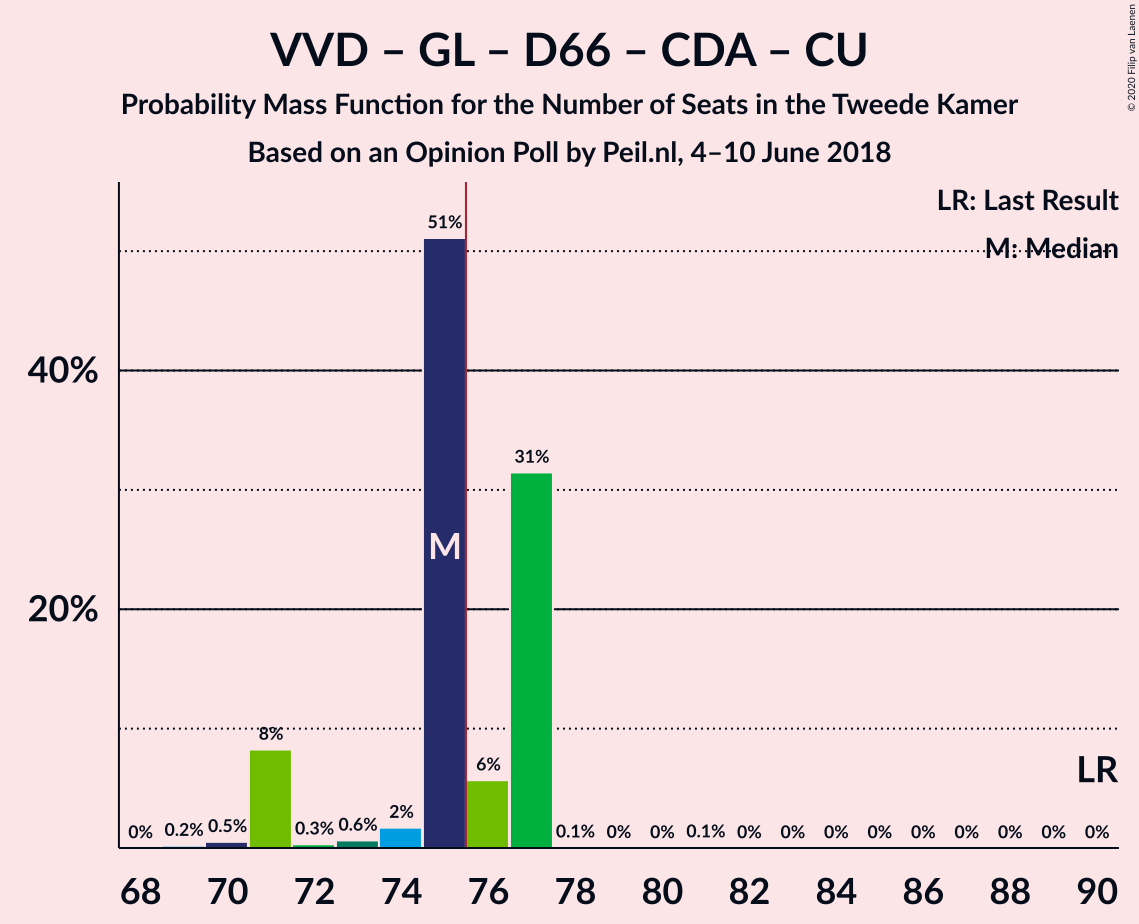 VVD – GL – D66 – CDA – CU
Probability Mass Function for the Number of Seats in the Tweede Kamer
Based on an Opinion Poll by Peil.nl, 4–10 June 2018
© 2020 Filip van Laenen
LR: Last Result
M: Median
40%
20%
0% 0.2% 0.5% 8% 0.3% 0.6% 2% 51% 6% 31% 0.1% 0% 0% 0.1% 0% 0% 0% 0% 0% 0% 0% 0% 0%
M
LR
68 70 72 74 76 78 80 82 84 86 88 90